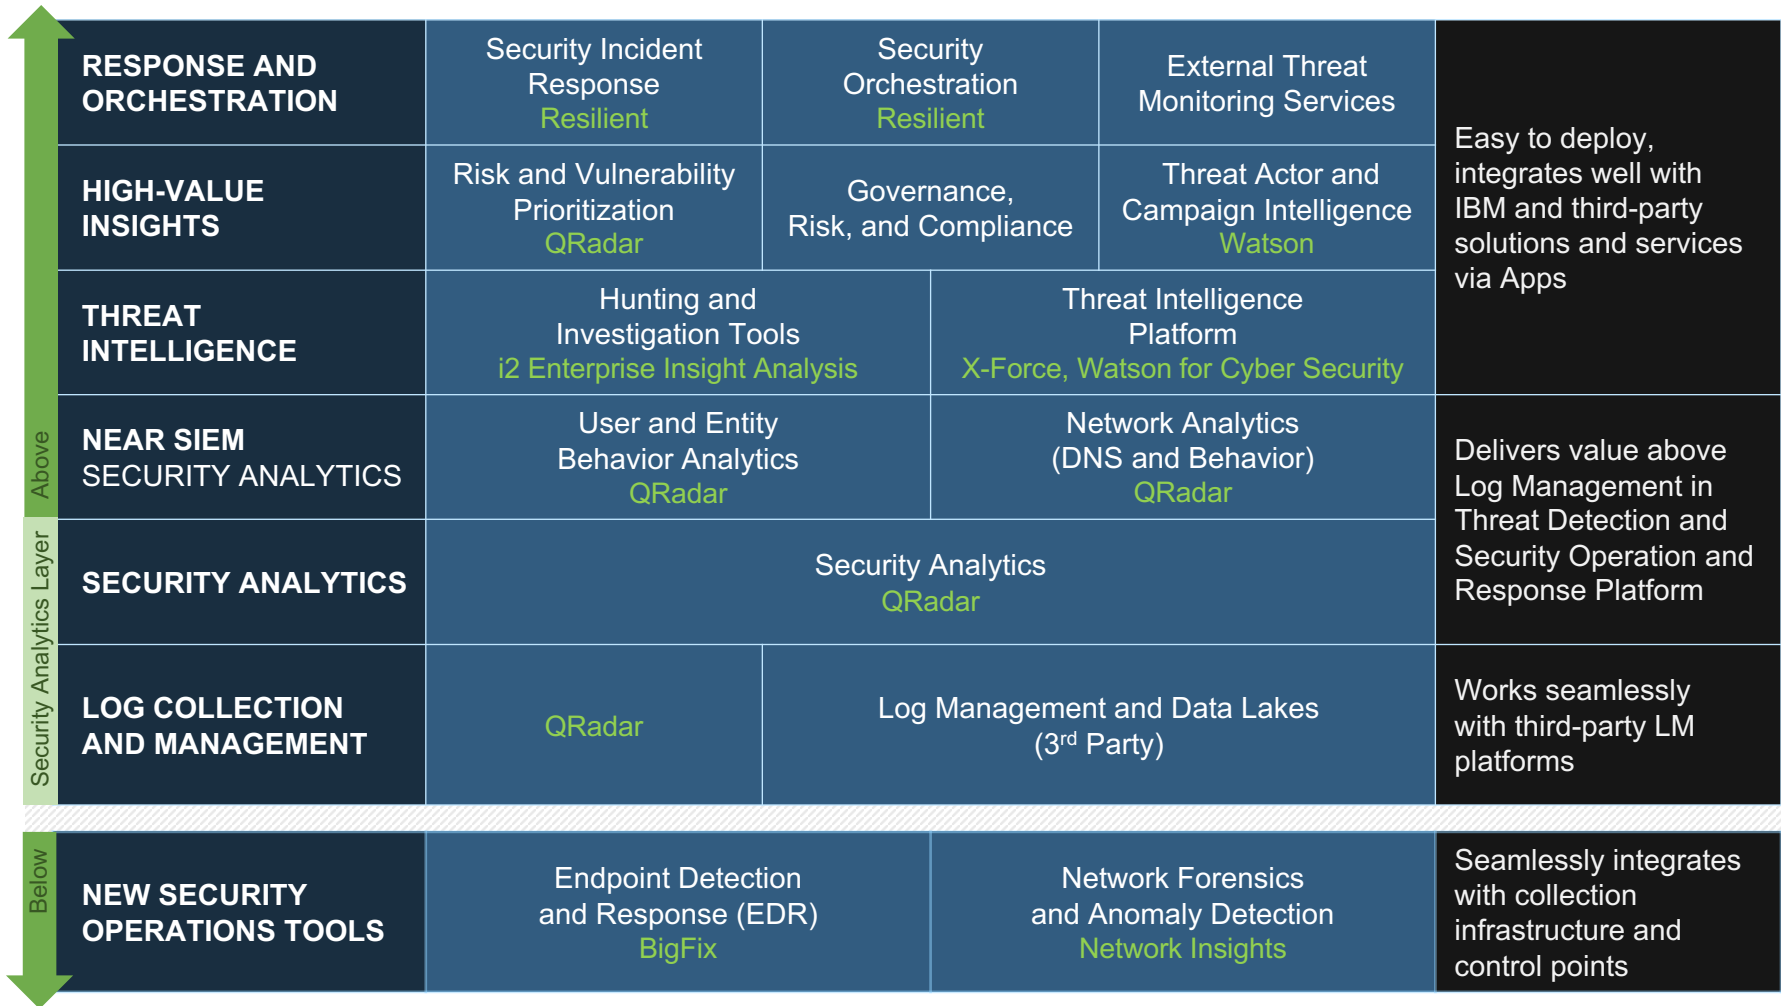 RESPONSE AND
ORCHESTRATION
Security Incident
Response
Resilient
Security
Orchestration
Resilient
External Threat
Monitoring Services
HIGH-VALUE
INSIGHTS
Risk and Vulnerability
Prioritization
QRadar
Governance,
Risk, and Compliance
Threat Actor and
Campaign Intelligence
Watson
THREAT
INTELLIGENCE
Hunting and
Investigation Tools
i2 Enterprise Insight Analysis
Threat Intelligence
Platform
X-Force, Watson for Cyber Security
Easy to deploy,
integrates well with
IBM and third-party
solutions and services
via Apps
Above
NEAR SIEM
SECURITY ANALYTICS
User and Entity
Behavior Analytics
QRadar
Network Analytics
(DNS and Behavior)
QRadar
Security Analytics Layer
SECURITY ANALYTICS
Security Analytics
QRadar
Delivers value above
Log Management in
Threat Detection and
Security Operation and
Response Platform
LOG COLLECTION
AND MANAGEMENT
QRadar
Log Management and Data Lakes
(3rd Party)
Works seamlessly
with third-party LM
platforms
Below
NEW SECURITY
OPERATIONS TOOLS
Endpoint Detection
and Response (EDR)
BigFix
Network Forensics
and Anomaly Detection
Network Insights
Seamlessly integrates
with collection
infrastructure and
control points